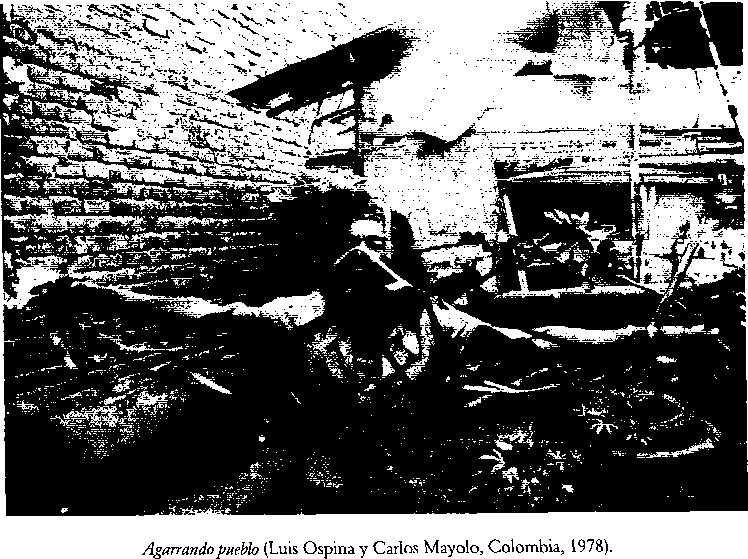 Agarrando pueblo (Luis Ospina y Carlos Mayolo, Colombia, 1978).